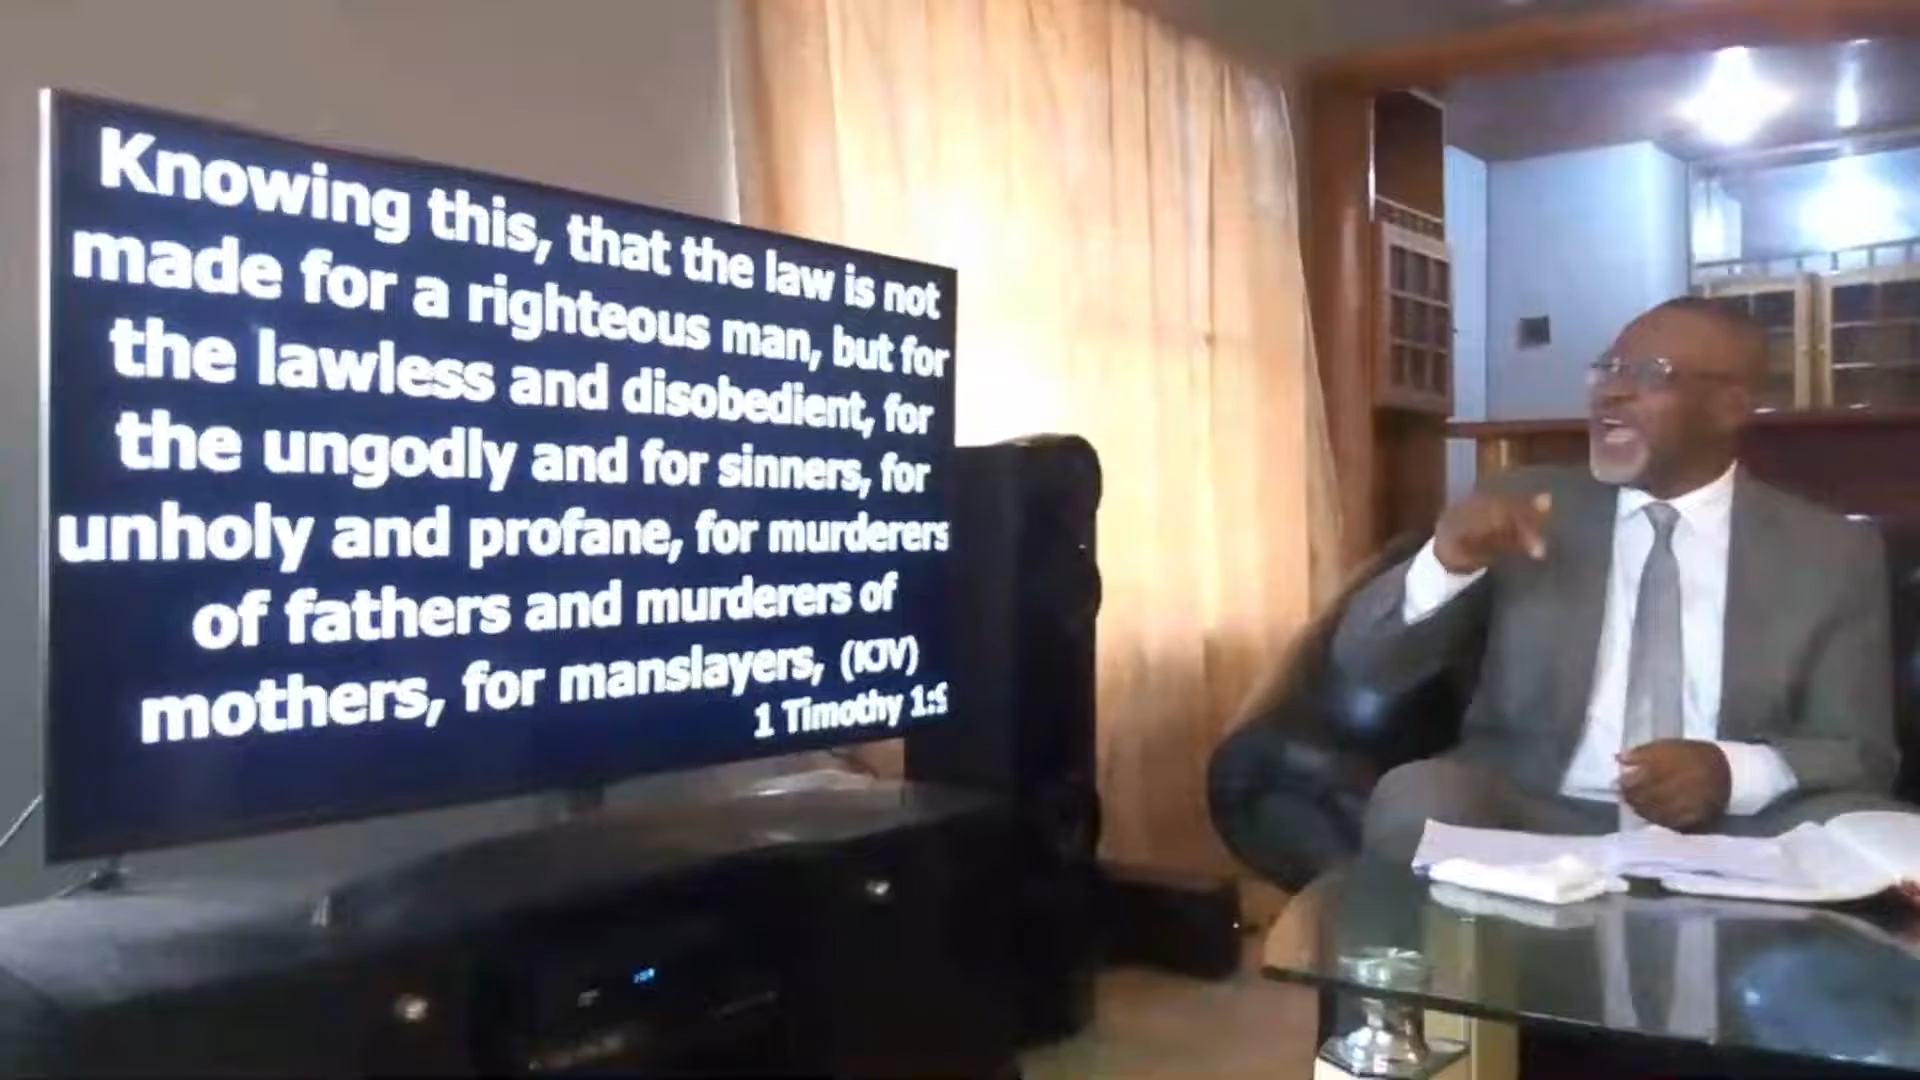 Knowing this, that the law is not
made for a righteous man, but for
the lawless and disobedient, for
the ungodly and for sinners, for
unholy and profane, for murderers
of fathers and murderers of
mothers, for manslayers, (KJV)
1 Timothy 1:9